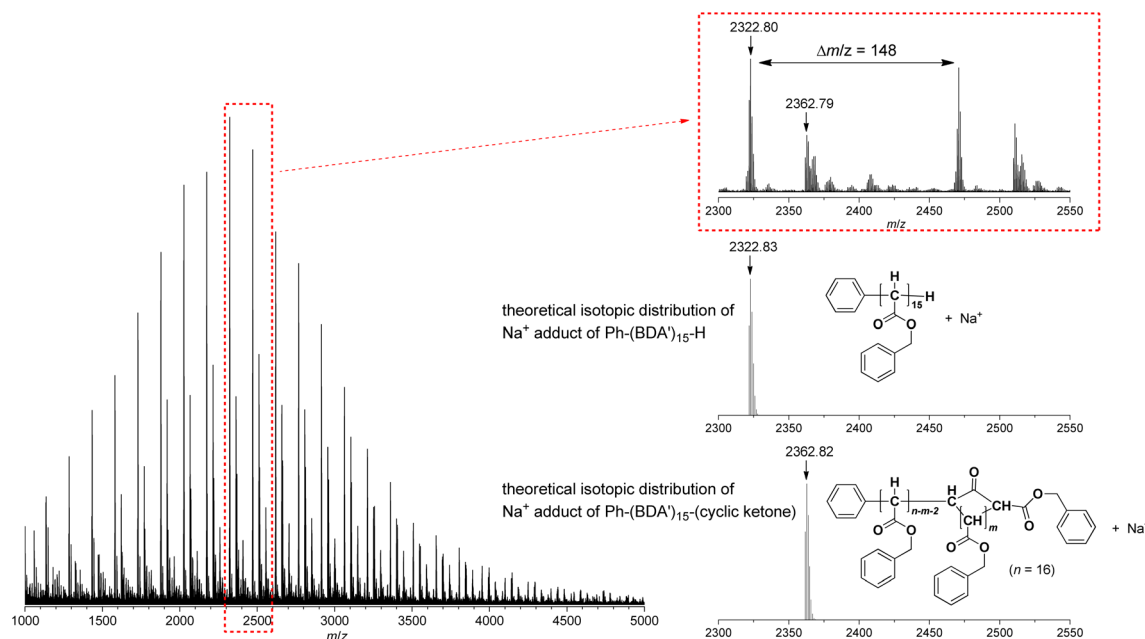 2322.80
Δm/z = 148
2362.79
2300 2350 2400 2450 2500 2550
m/z
2322.83
theoretical isotopic distribution of
Na+ adduct of Ph-(BDA')15-H
H
C
H
15
O
O
+ Na+
2300 2350 2400 2450 2500 2550
2362.82
theoretical isotopic distribution of
Na+ adduct of Ph-(BDA')15-(cyclic ketone)
H
C
n-m-2
H
C
O
CH
C
O
O
CH
m
C
O
O
C
O
O
+ Na
(n = 16)
2300 2350 2400 2450 2500 2550
1000 1500 2000 2500 3000 3500 4000 4500 5000
m/z